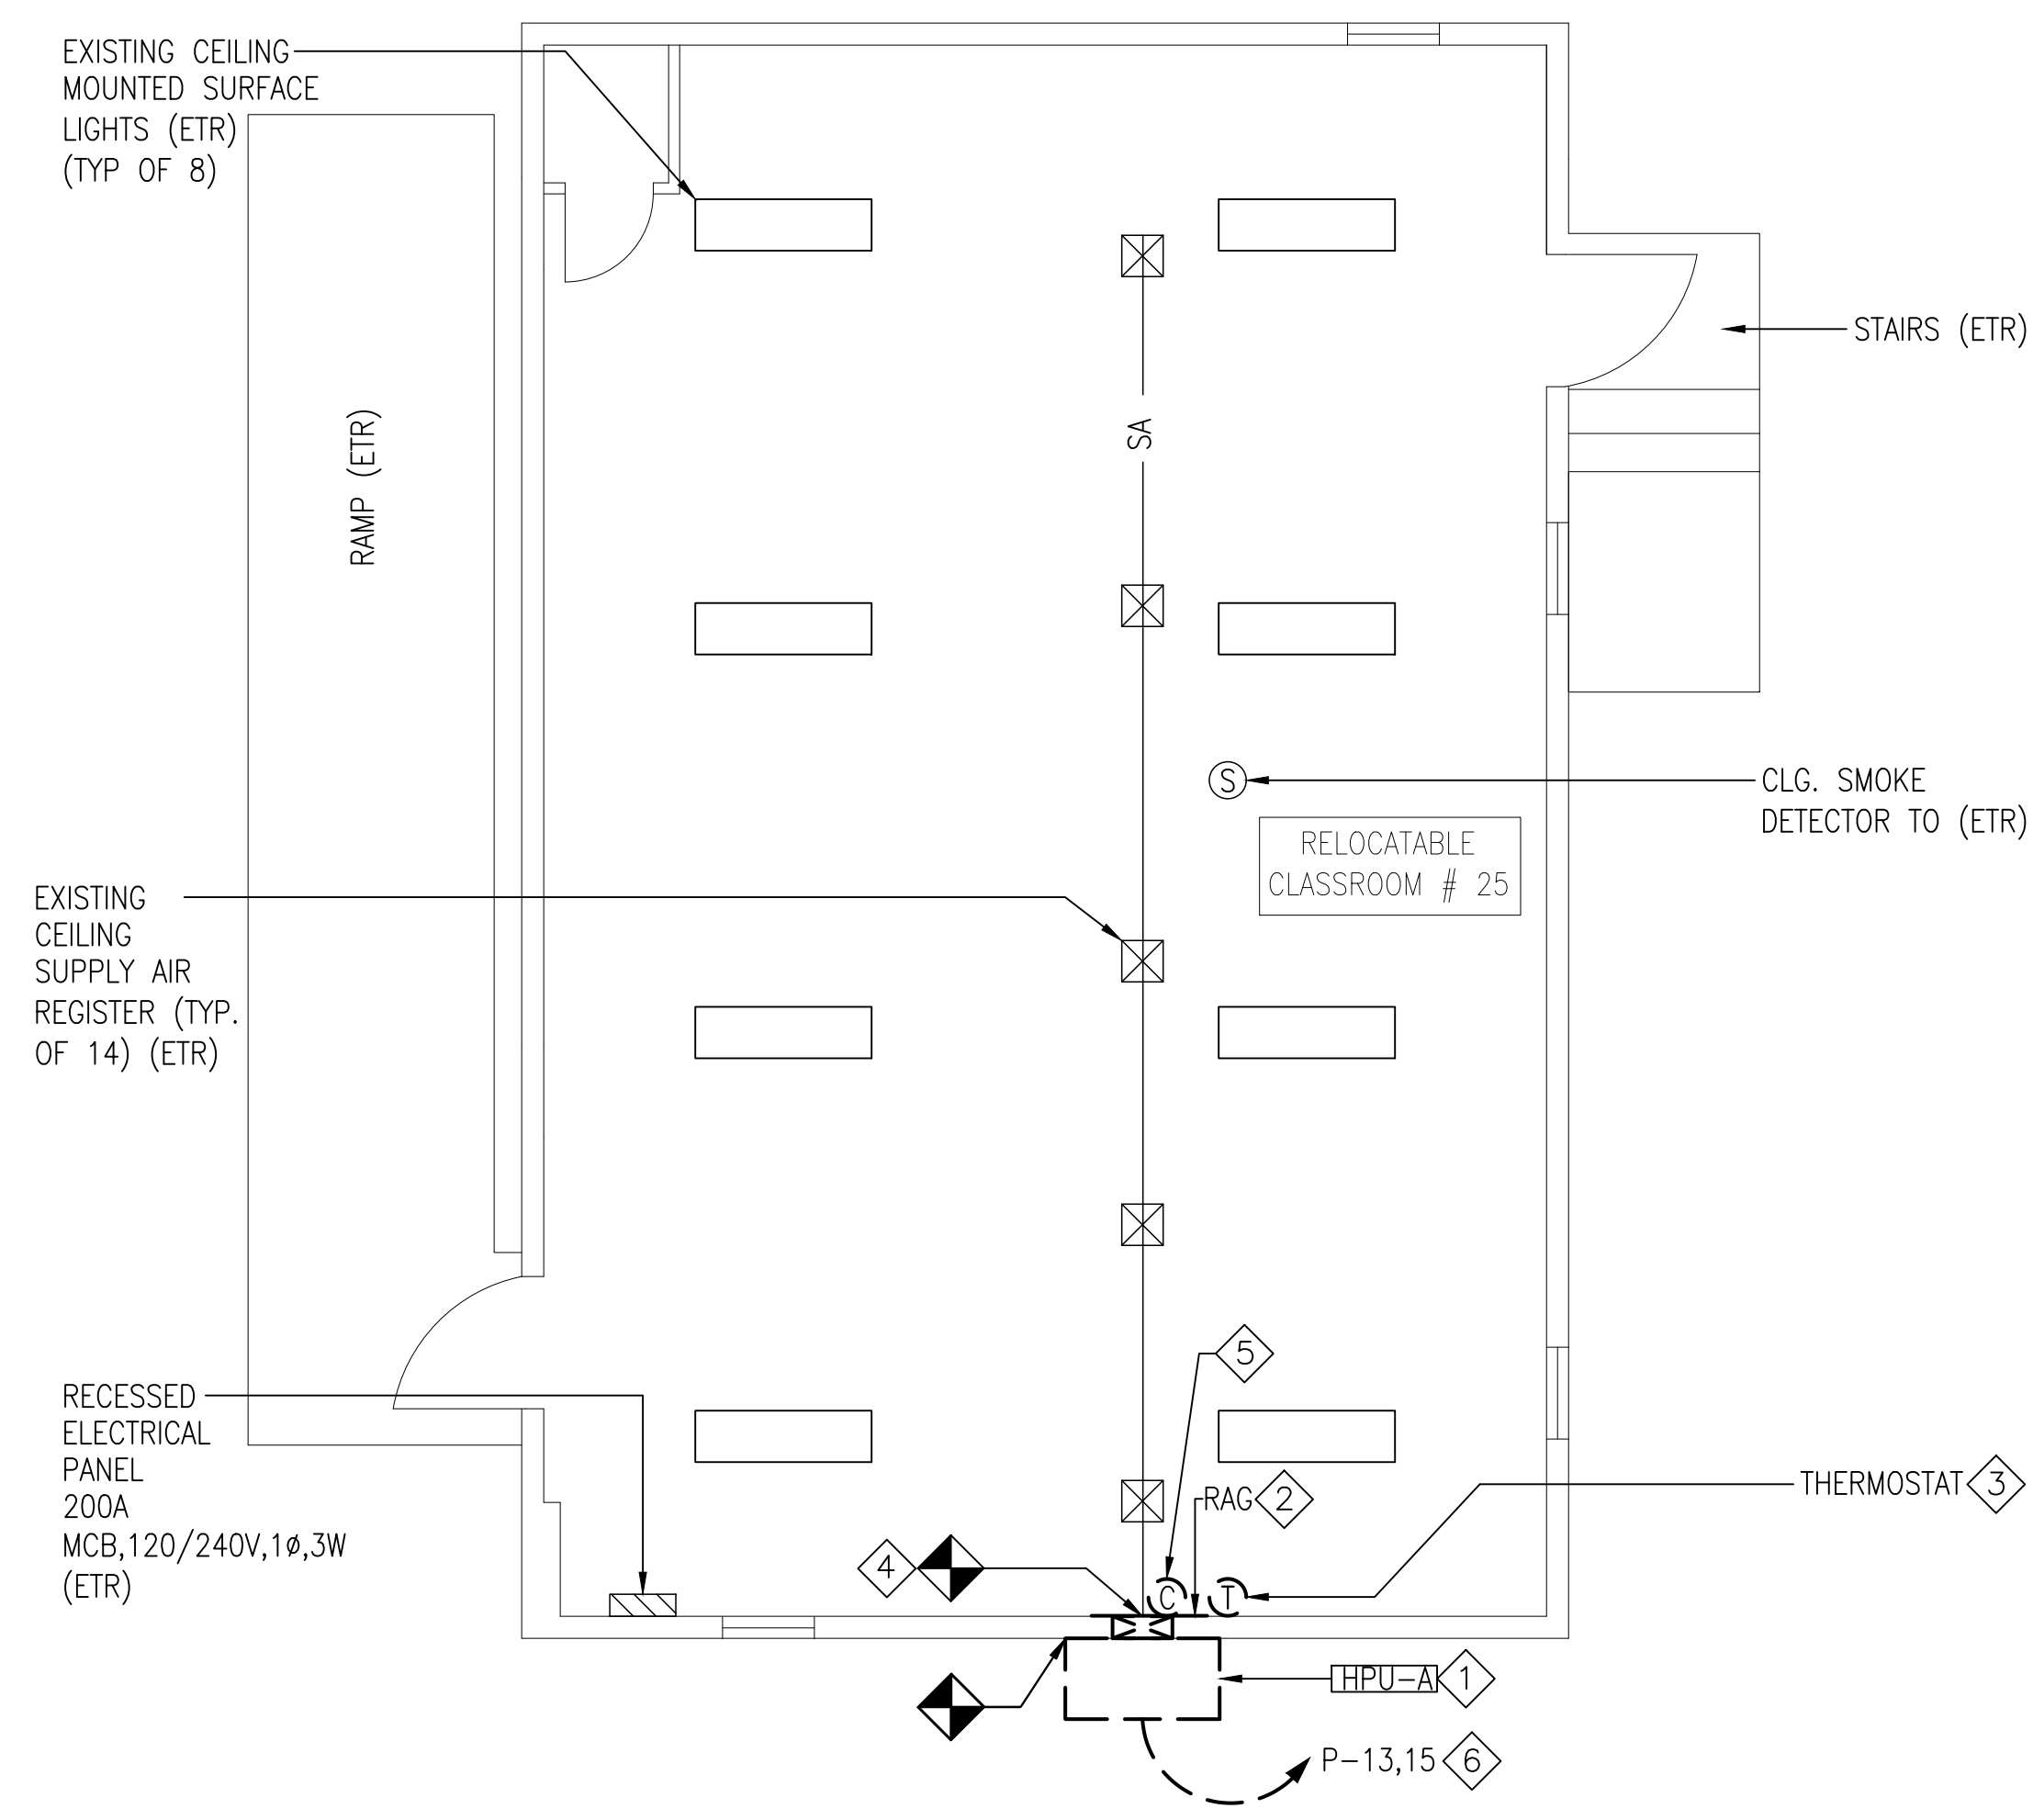 EXISTING CEILING
MOUNTED SURFACE
LIGHTS (ETR)
(TYP OF 8)
STAIRS (ETR)
SA
RAMP (ETR)
S
CLG. SMOKE
DETECTOR TO (ETR)
RELOCATABLE
CLASSROOM # 25
EXISTING
CEILING
SUPPLY AIR
REGISTER (TYP.
OF 14) (ETR)
5
RECESSED
ELECTRICAL
PANEL
200A
MCB,120/240V,1ø,3W
(ETR)
RAG 2
THERMOSTAT 3
4
C
T
HPU-A 1
P-13,15 6